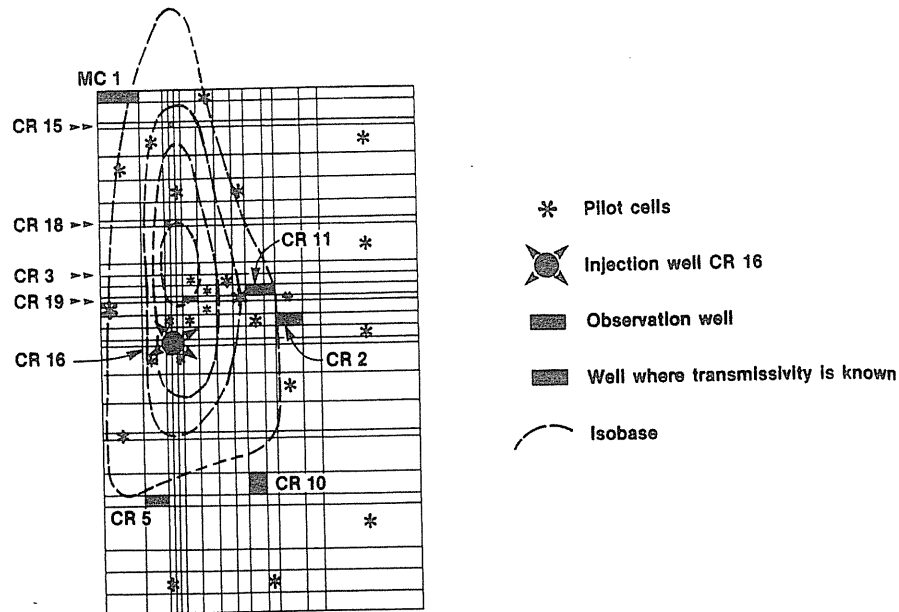 MC 1
CR 15
CR 18
CR 11
CR 3
CR 19
CR 16
CR 2
CR 10
CR 5
Pilot cells
Injection well CR 16
Observation well
Well where transmissivity is known
Isobase